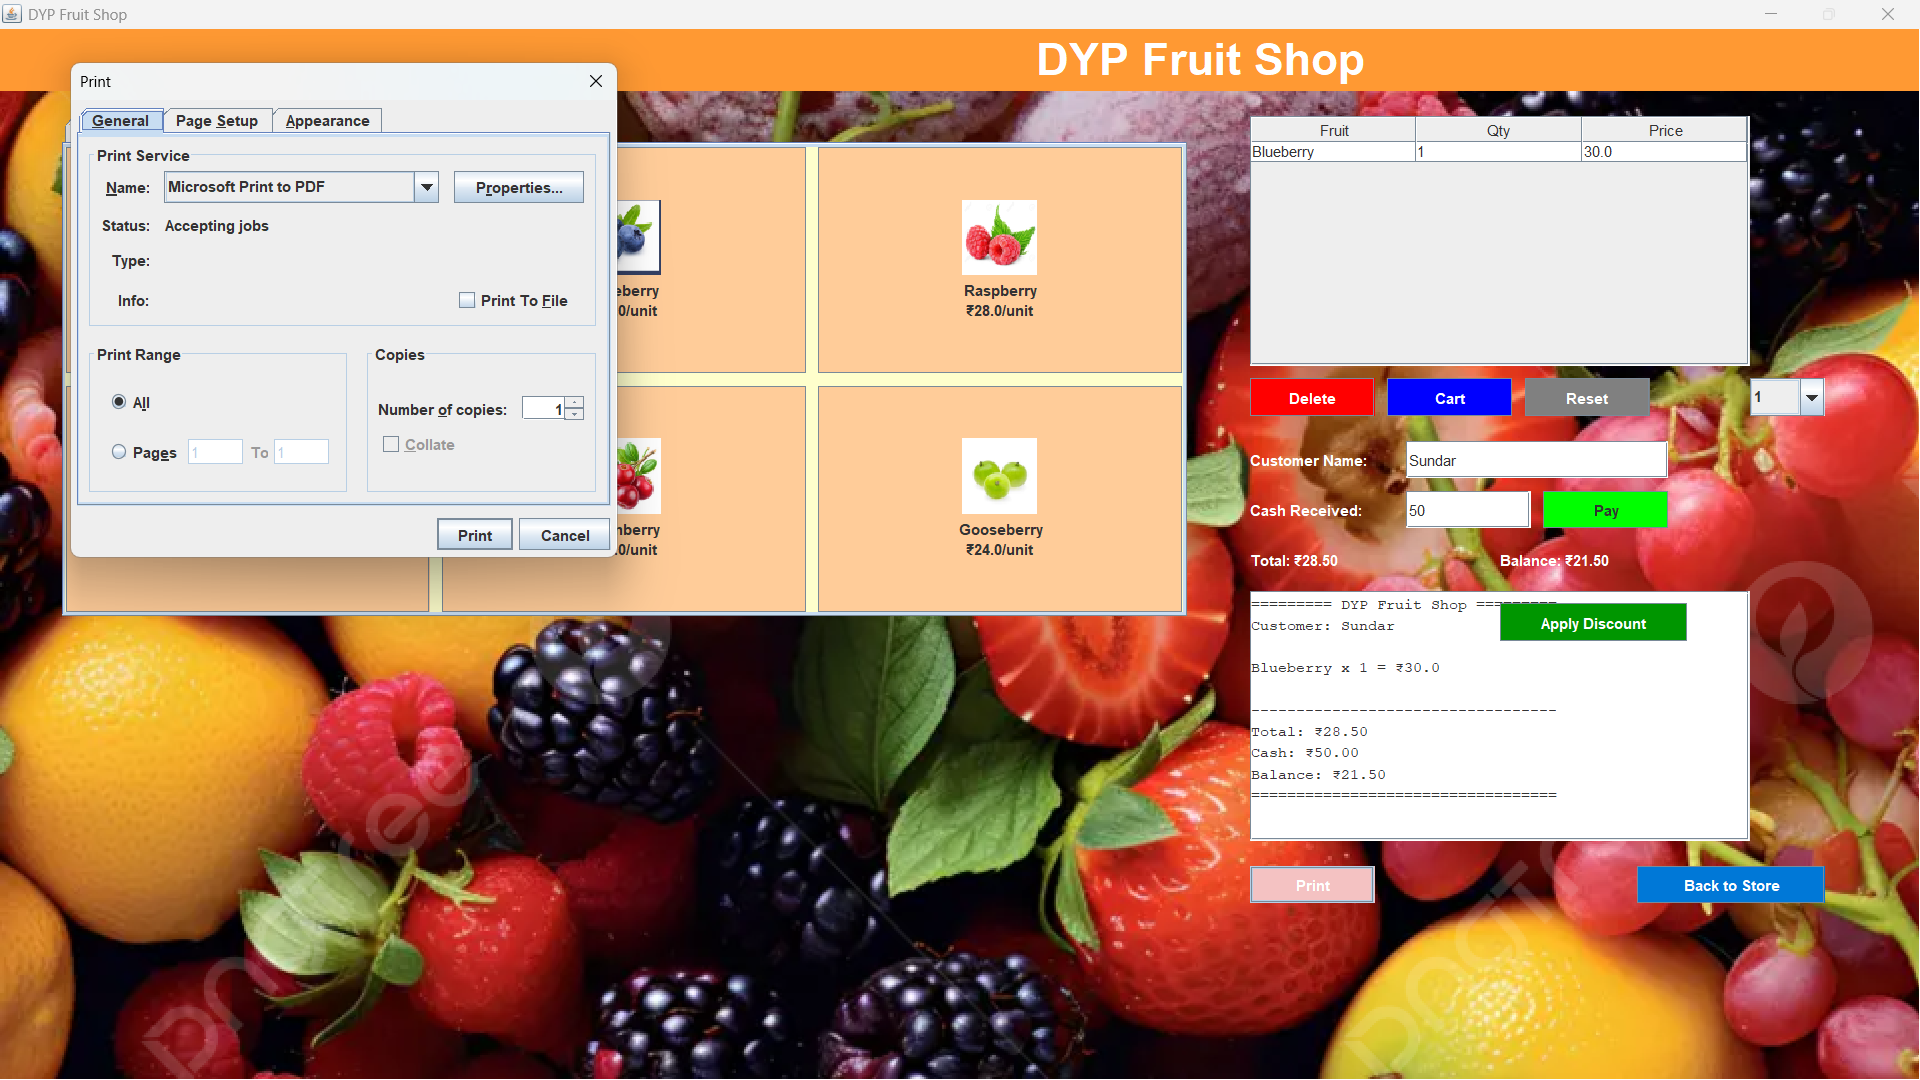 DYP Fruit Shop
DYP Fruit Shop
Print
General Page Setup Appearance
Print Service
Name: Microsoft Print to PDF Properties...
Status: Accepting jobs
Type:
Info: Print To File
Print Range
All
Pages 1 To 1
Copies
Number of copies: 1
Collate
Print Cancel
eberry
0/unit
Raspberry
₹28.0/unit
nberry
.0/unit
Gooseberry
₹24.0/unit
Fruit Qty Price
Blueberry 1 30.0
Delete Cart Reset 1
Customer Name: Sundar
Cash Received: 50 Pay
Total: ₹28.50 Balance: ₹21.50
========= DYP Fruit Shop =========
Customer: Sundar
Apply Discount
Blueberry x 1 = ₹30.0
----------------------------------
Total: ₹28.50
Cash: ₹50.00
Balance: ₹21.50
==================================
Print Back to Store
pngtree